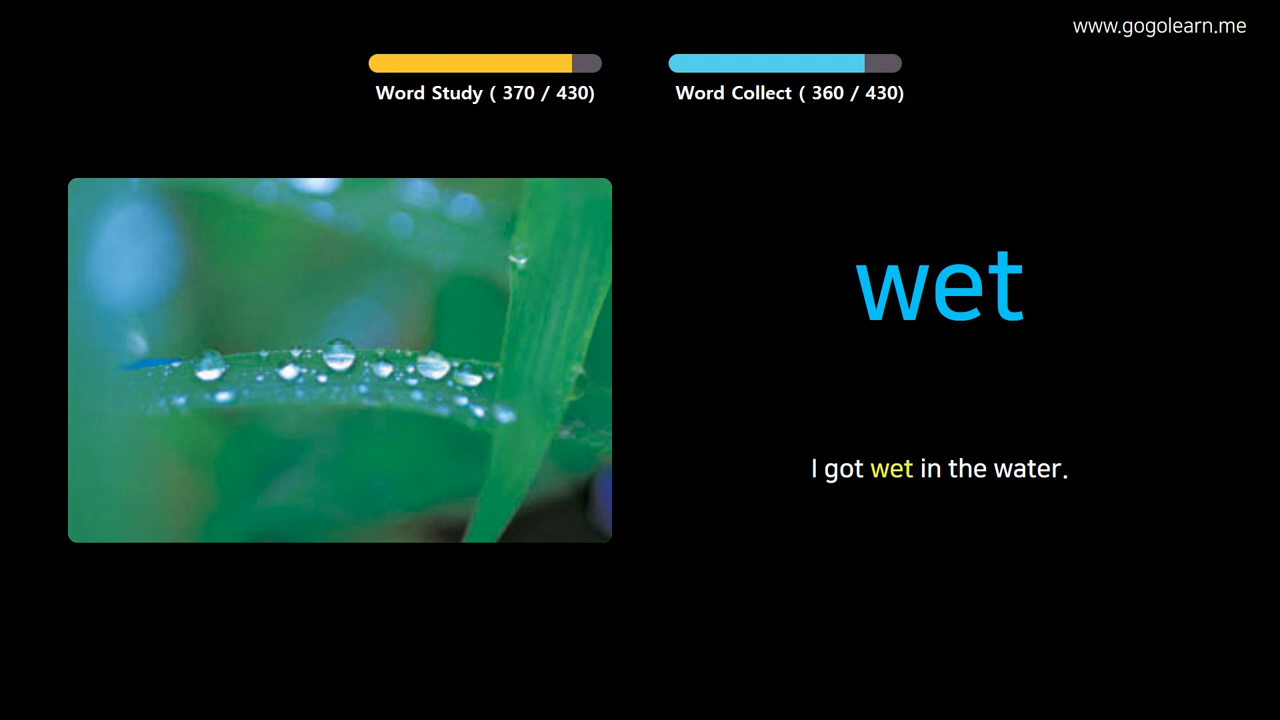 www.gogolearn.me
Word Study ( 370 / 430)
Word Collect ( 360 / 430)
wet
I got wet in the water.